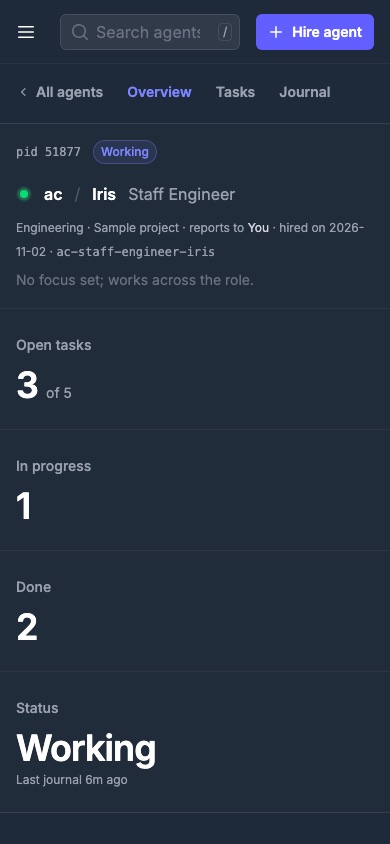 Search agents /
Hire agent
All agents Overview Tasks Journal
pid 51877 Working
ac / Iris Staff Engineer
Engineering · Sample project · reports to You · hired on 2026-
11-02 · ac-staff-engineer-iris
No focus set; works across the role.
Open tasks
3 of 5
In progress
1
Done
2
Status
Working
Last journal 6m ago